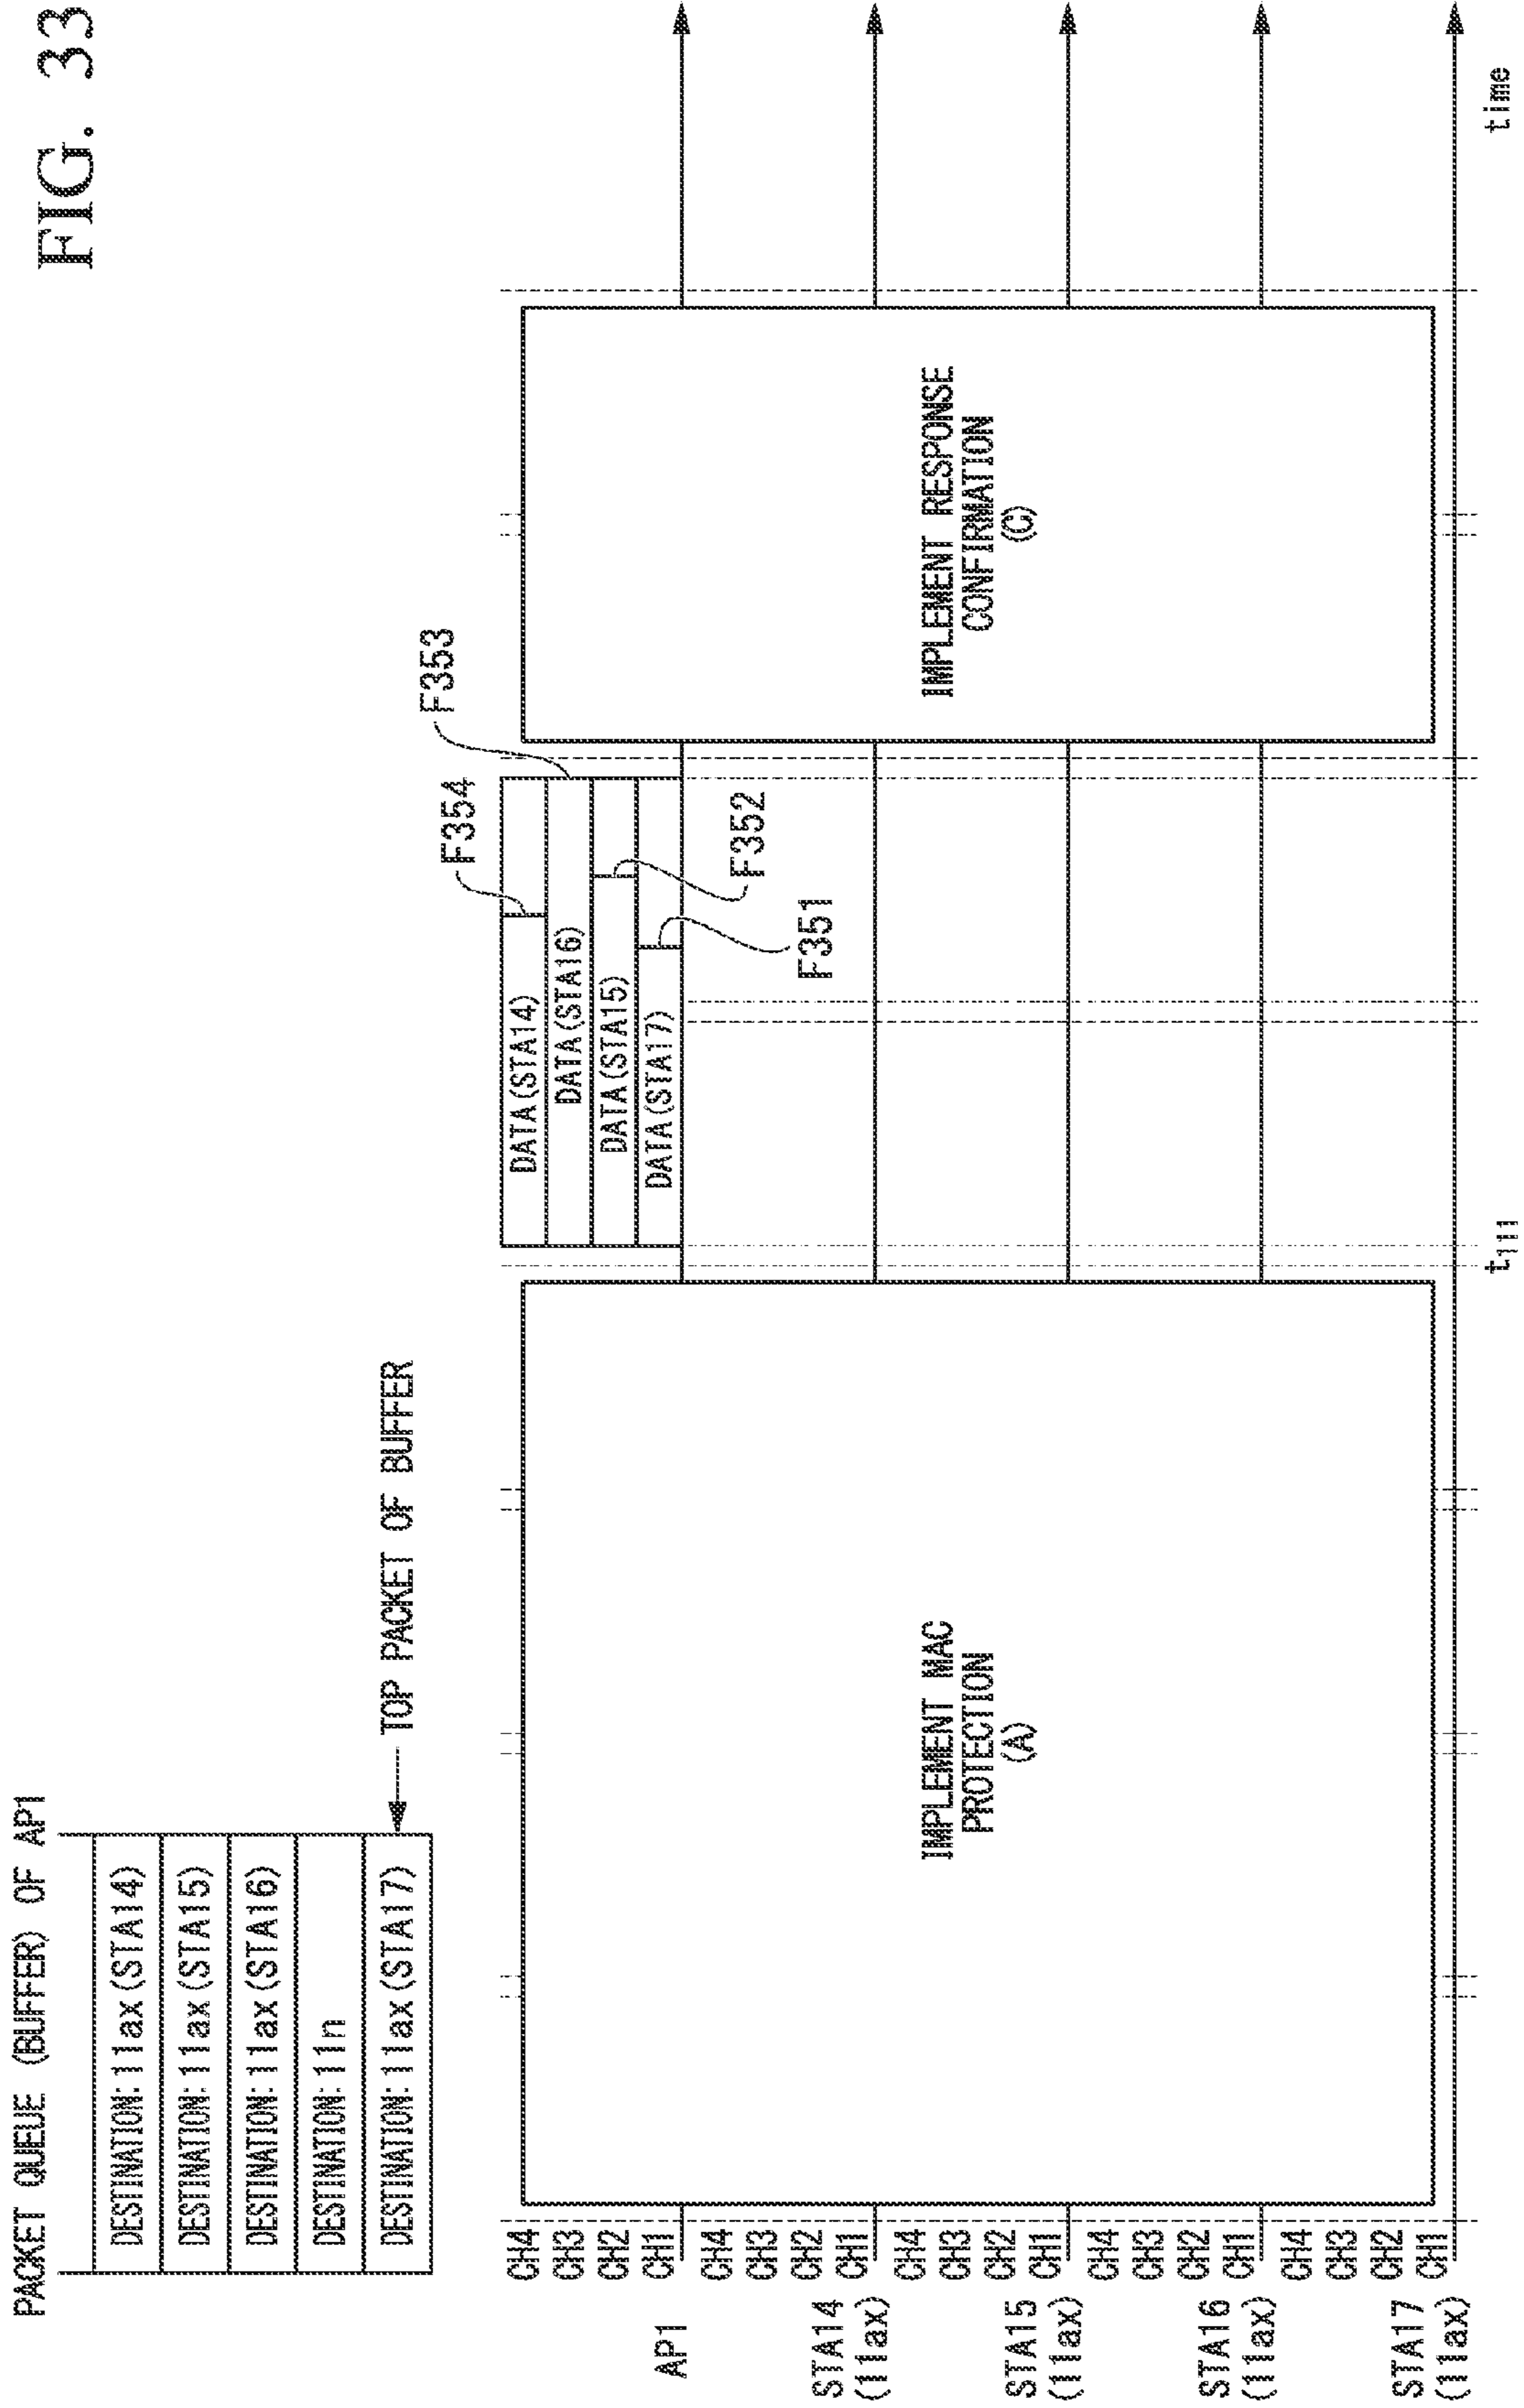 FIG. 33
PACKET QUEUE (BUFFER) OF AP1
DESTINATION:11ax(STA14)
DESTINATION:11ax(STA15)
DESTINATION:11ax(STA16)
DESTINATION:11n
DESTINATION:11ax(STA17)
TOP PACKET OF BUFFER
F354
F353
DATA(STA14)
DATA(STA16)
DATA(STA15)
DATA(STA17)
F352
F351
IMPLEMENT MAC
PROTECTION
(A)
IMPLEMENT RESPONSE
CONFIRMATION
(C)
AP1
CH4
CH3
CH2
CH1
STA14
(11ax)
CH4
CH3
CH2
CH1
STA15
(11ax)
CH4
CH3
CH2
CH1
STA16
(11ax)
CH4
CH3
CH2
CH1
STA17
(11ax)
CH4
CH3
CH2
CH1
t111
time